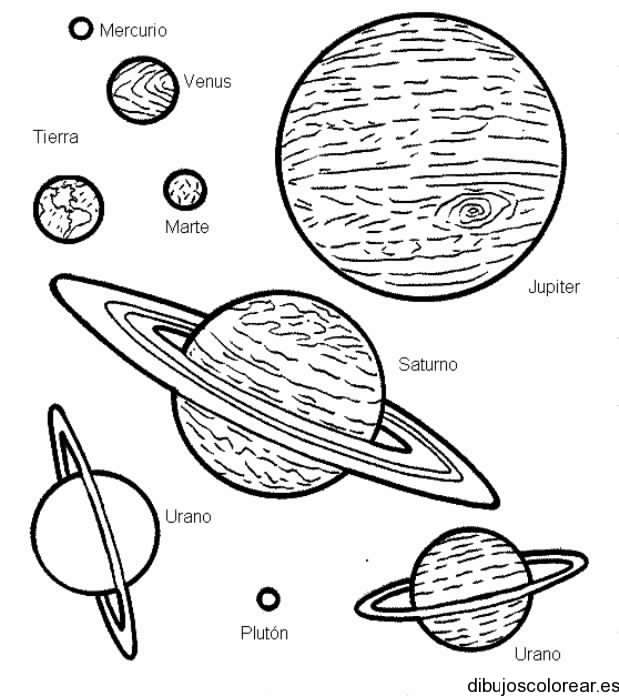 Mercurio
Venus
Tierra
Marte
Jupiter
Saturno
Urano
Plutón
Urano
dibujoscolorear.es